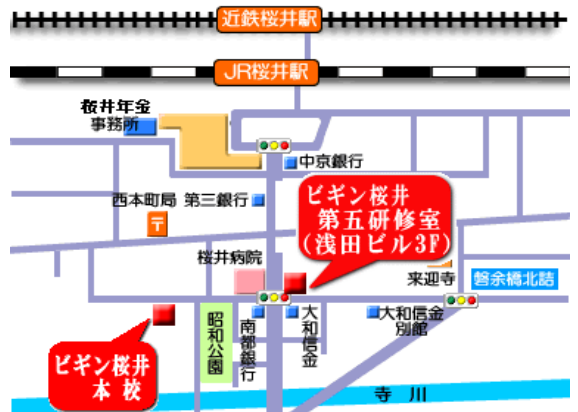 近鉄桜井駅
JR桜井駅
桜井年金
事務所
中京銀行
西本町局
第三銀行
〒
ビギン桜井
第五研修室
(浅田ビル3F)
桜井病院
来迎寺
磐余橋北詰
昭和公園
南都銀行
大和信金
大和信金
別館
ビギン桜井
本校
寺川